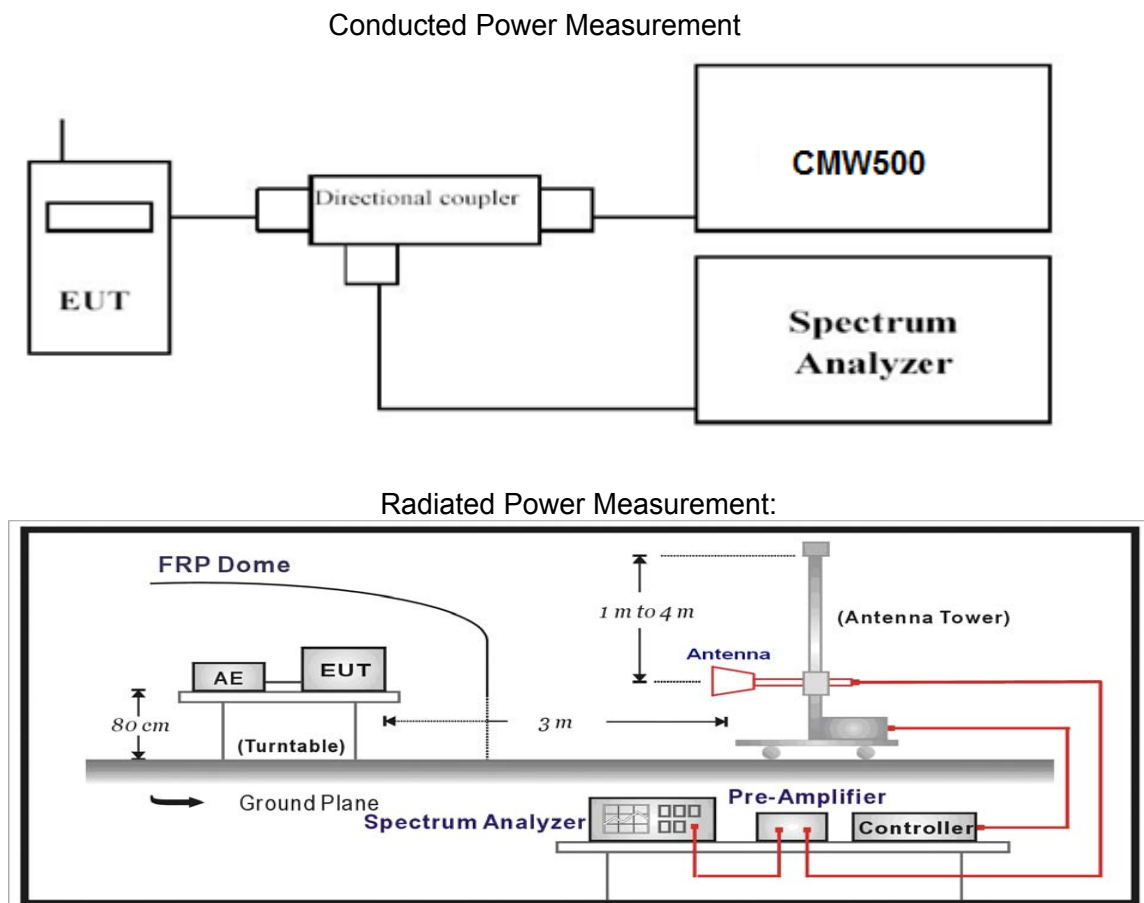 Conducted Power Measurement
CMW500
Directional coupler
EUT
Spectrum
Analyzer
Radiated Power Measurement:
FRP Dome
1 m to 4 m
(Antenna Tower)
Antenna
AE
EUT
80 cm
3 m
(Turntable)
Ground Plane
Pre-Amplifier
Spectrum Analyzer
Controller